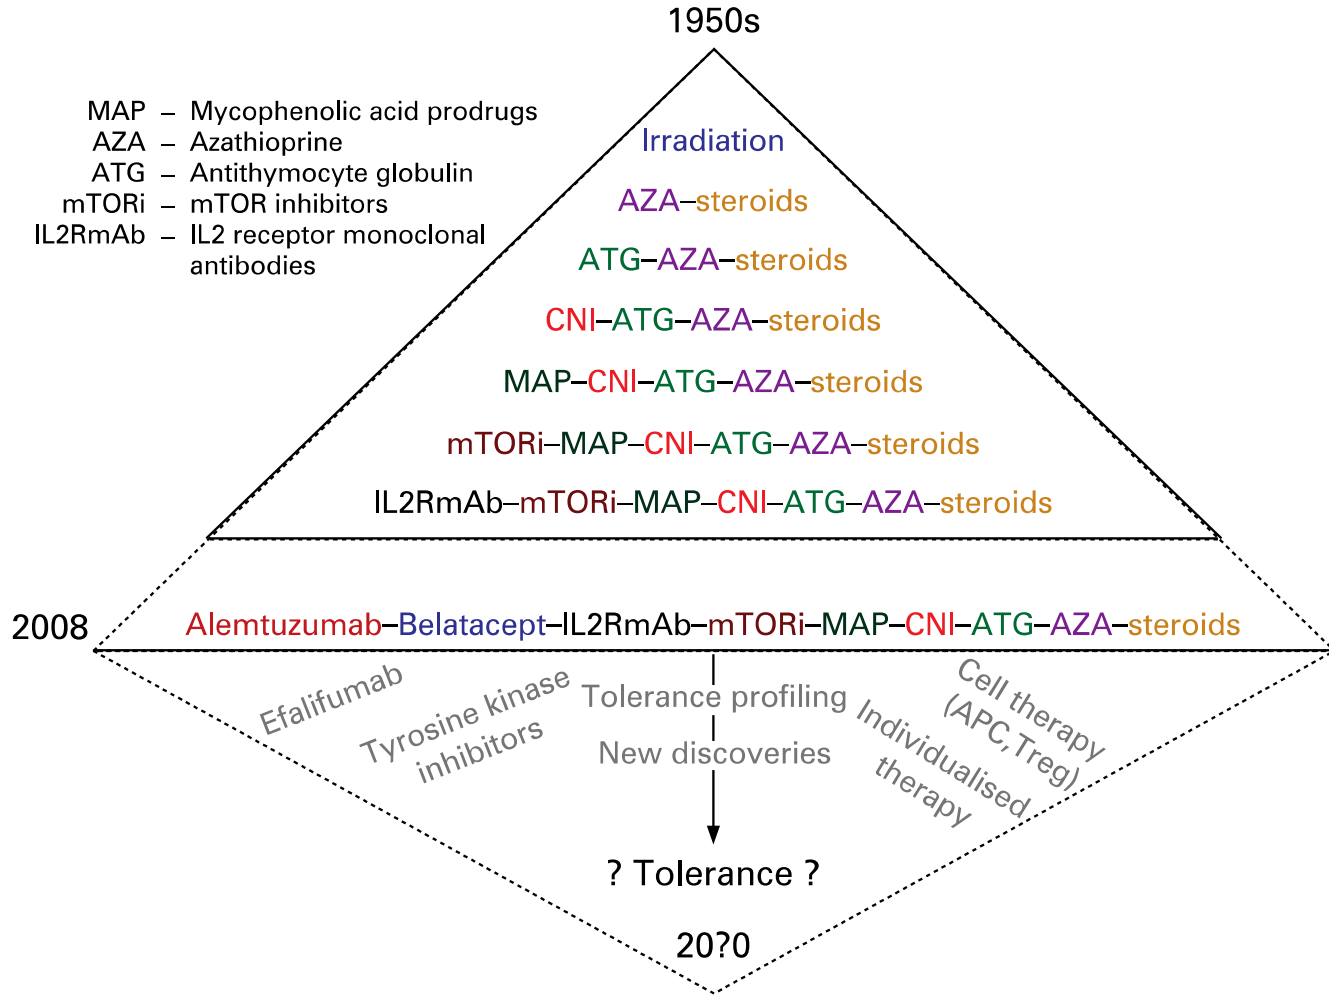 1950s
MAP – Mycophenolic acid prodrugs
AZA – Azathioprine
ATG – Antithymocyte globulin
mTORi – mTOR inhibitors
IL2RmAb – IL2 receptor monoclonal
antibodies
Irradiation
AZA–steroids
ATG–AZA–steroids
CNI–ATG–AZA–steroids
MAP–CNI–ATG–AZA–steroids
mTORi–MAP–CNI–ATG–AZA–steroids
IL2RmAb–mTORi–MAP–CNI–ATG–AZA–steroids
2008
Alemtuzumab–Belatacept–IL2RmAb–mTORi–MAP–CNI–ATG–AZA–steroids
Efalifumab
Tyrosine kinase
inhibitors
Tolerance profiling
New discoveries
Cell therapy
(APC,Treg)
Individualised
therapy
? Tolerance ?
20?0